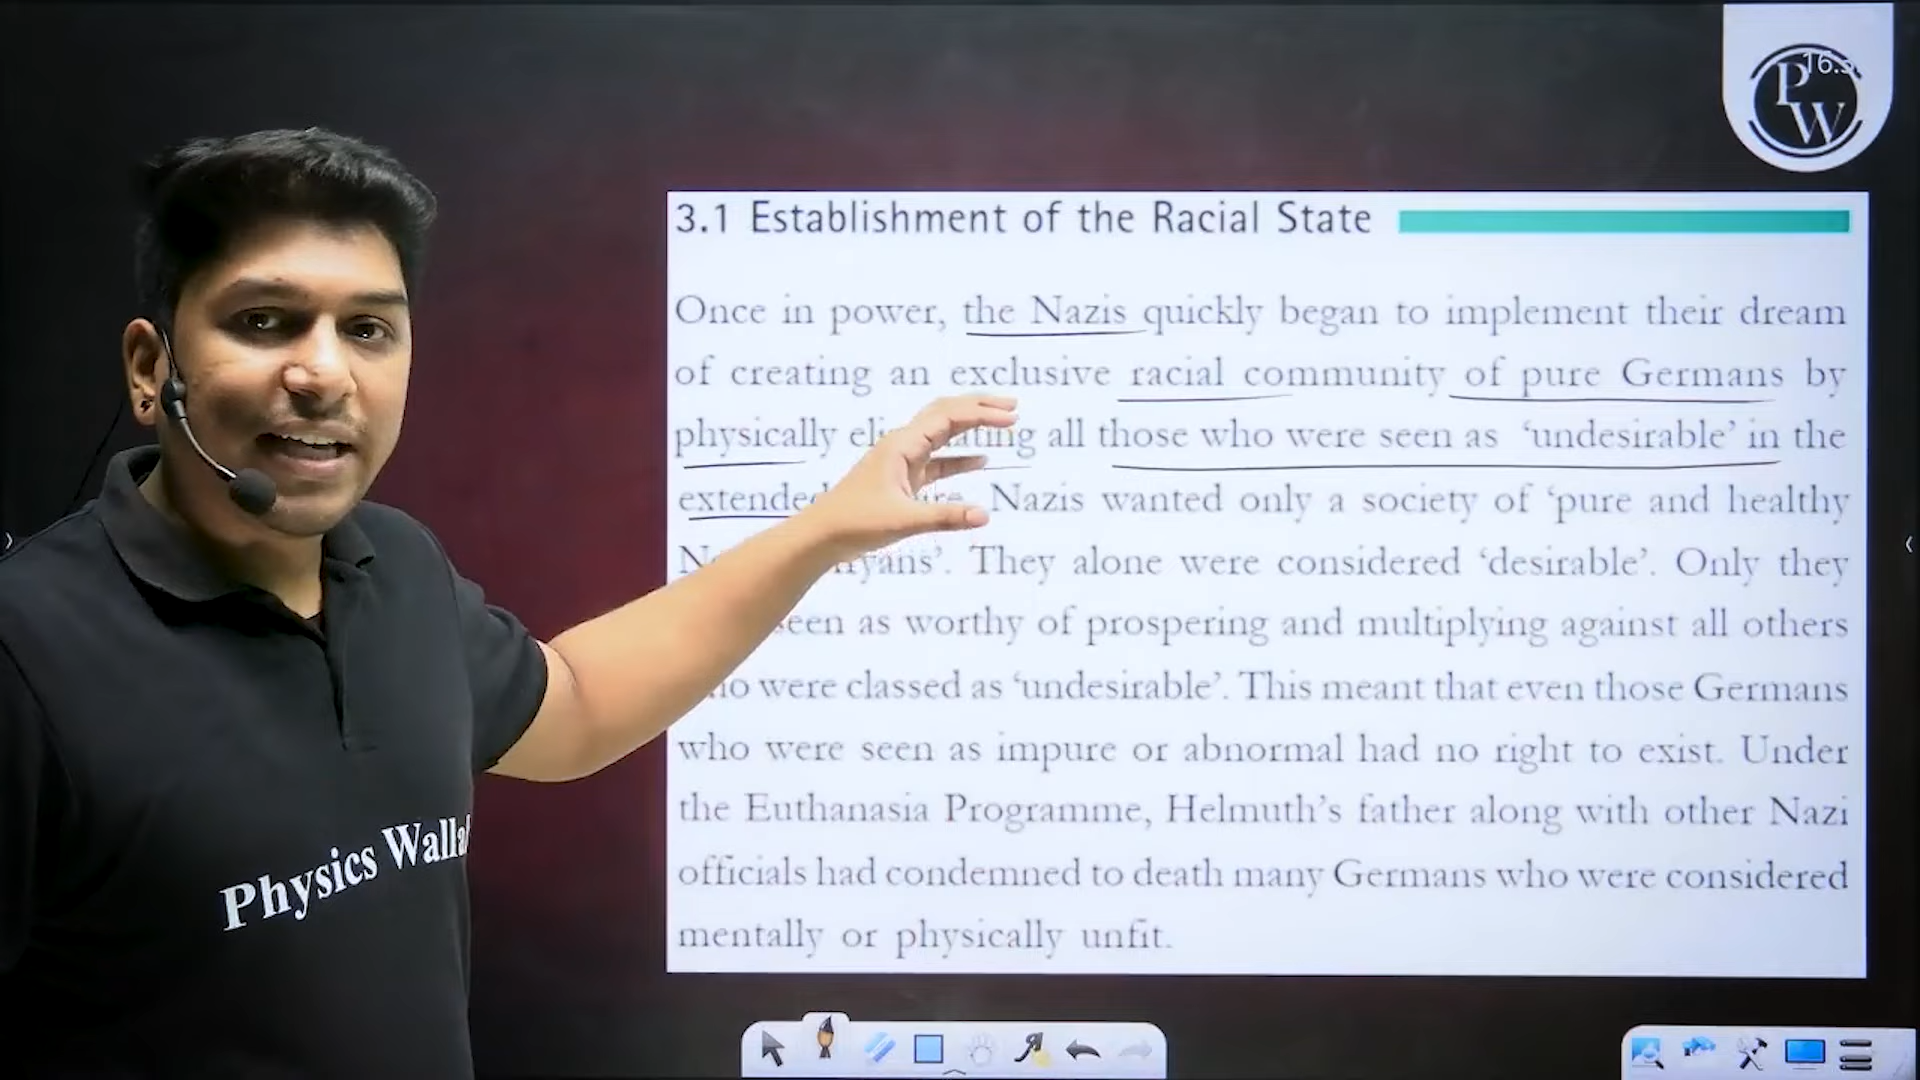 16.
P
W
3.1 Establishment of the Racial State
Once in power, the Nazis quickly began to implement their dream
of creating an exclusive racial community of pure Germans by
physically all those who were seen as ‘undesirable’ in the
extended Nazis wanted only a society of ‘pure and healthy
They alone were considered ‘desirable’. Only they
seen as worthy of prospering and multiplying against all others
were classed as ‘undesirable’. This meant that even those Germans
who were seen as impure or abnormal had no right to exist. Under
the Euthanasia Programme, Helmuth’s father along with other Nazi
officials had condemned to death many Germans who were considered
mentally or physically unfit.
Physics Wallah